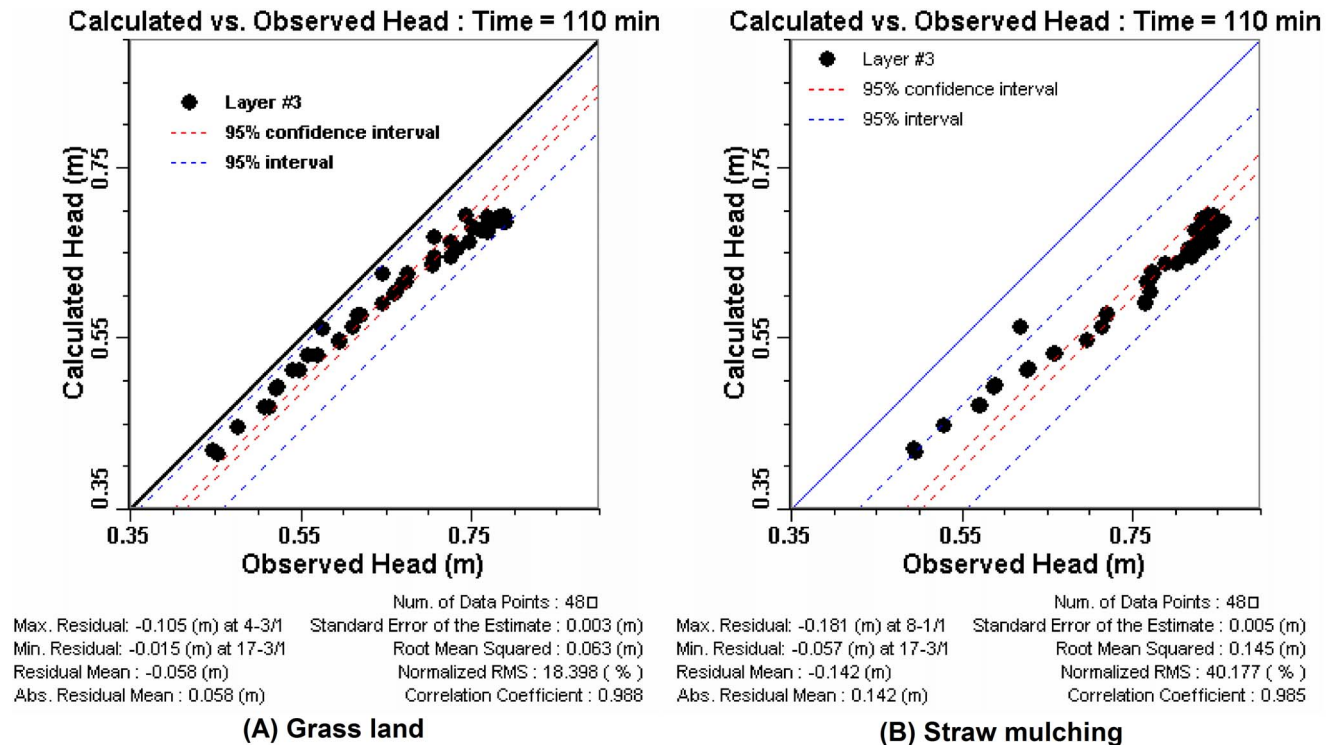 Calculated vs. Observed Head : Time = 110 min
Layer #3
95% confidence interval
95% interval
Calculated Head (m)
0.75
0.55
0.35
0.35 0.55 0.75
Observed Head (m)
Num. of Data Points : 48□
Max. Residual: -0.105 (m) at 4-3/1 Standard Error of the Estimate : 0.003 (m)
Min. Residual: -0.015 (m) at 17-3/1 Root Mean Squared : 0.063 (m)
Residual Mean : -0.058 (m) Normalized RMS : 18.398 ( % )
Abs. Residual Mean : 0.058 (m) Correlation Coefficient : 0.988
(A) Grass land
Calculated vs. Observed Head : Time = 110 min
Layer #3
95% confidence interval
95% interval
Calculated Head (m)
0.75
0.55
0.35
0.35 0.55 0.75
Observed Head (m)
Num. of Data Points : 48□
Max. Residual: -0.181 (m) at 8-1/1 Standard Error of the Estimate : 0.005 (m)
Min. Residual: -0.057 (m) at 17-3/1 Root Mean Squared : 0.145 (m)
Residual Mean : -0.142 (m) Normalized RMS : 40.177 ( % )
Abs. Residual Mean : 0.142 (m) Correlation Coefficient : 0.985
(B) Straw mulching